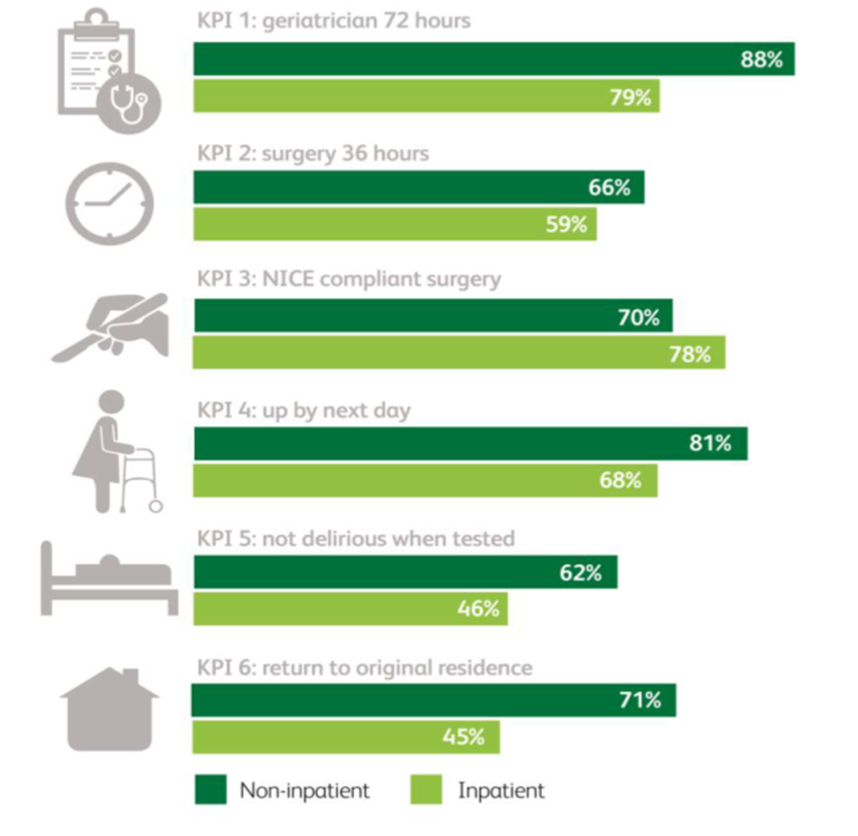 KPI 1: geriatrician 72 hours
88%
79%
KPI 2: surgery 36 hours
66%
59%
KPI 3: NICE compliant surgery
70%
78%
KPI 4: up by next day
81%
68%
KPI 5: not delirious when tested
62%
46%
KPI 6: return to original residence
71%
45%
Non-inpatient Inpatient